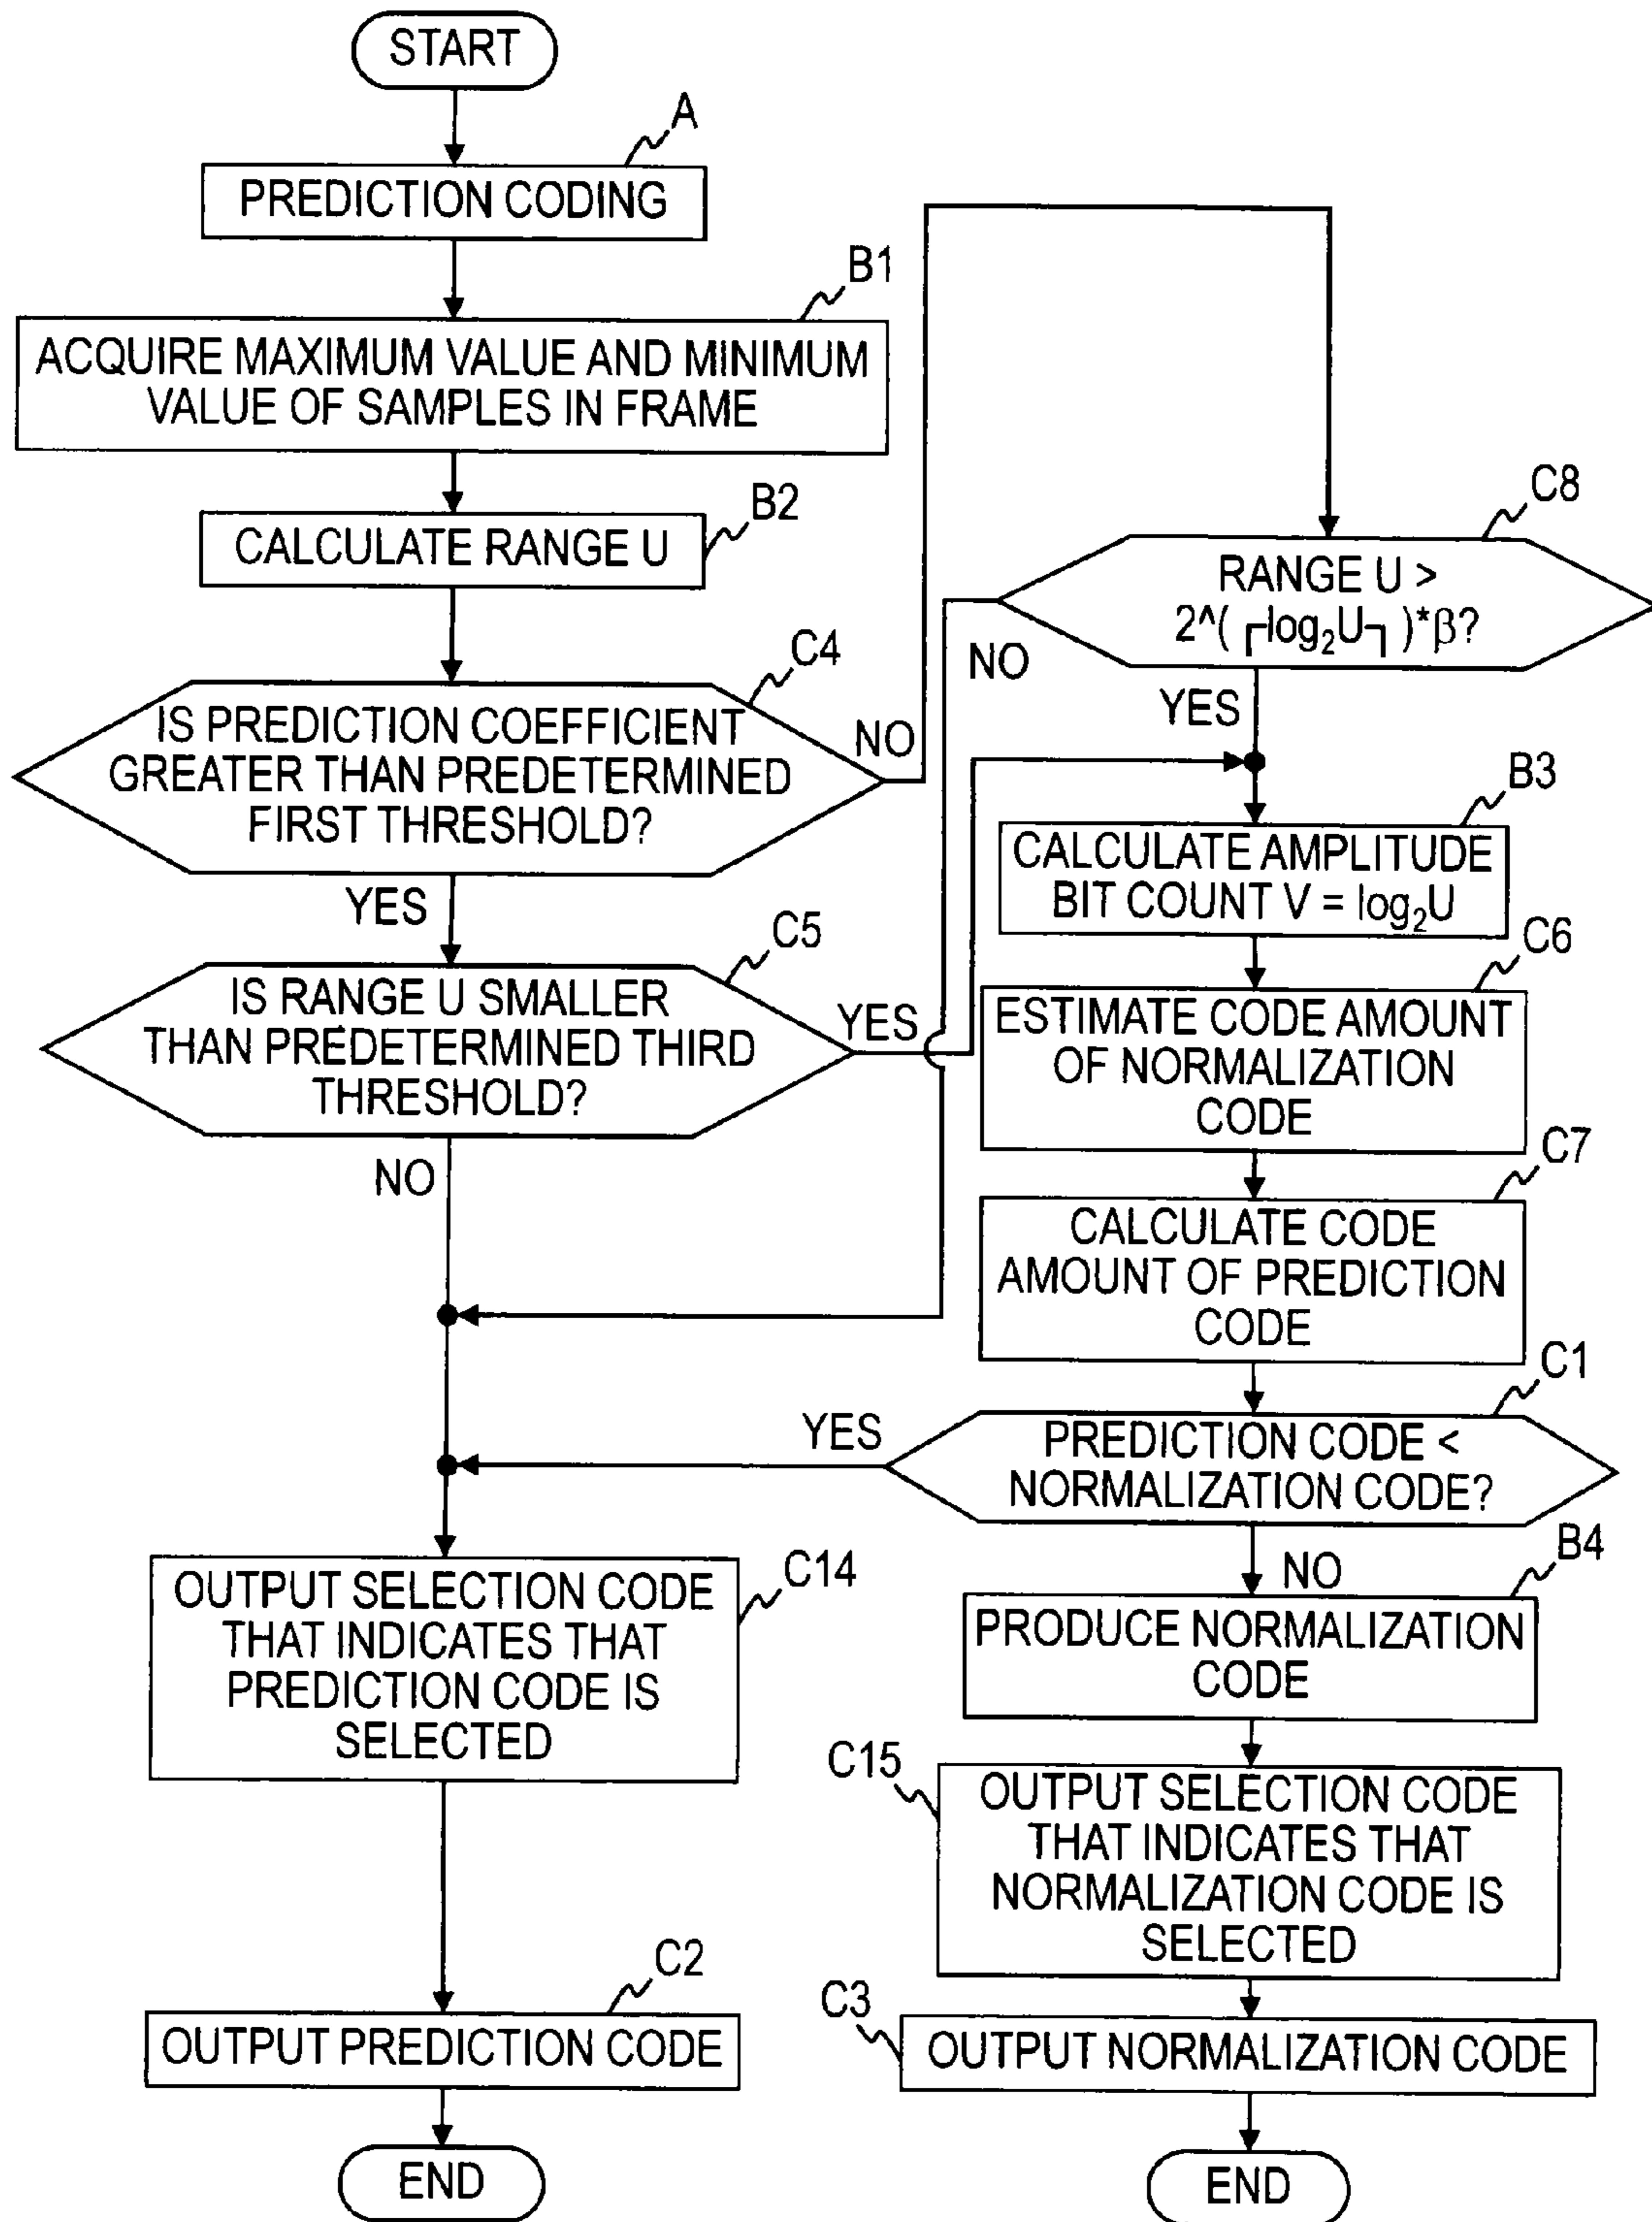 START
A
PREDICTION CODING
B1
ACQUIRE MAXIMUM VALUE AND MINIMUM
VALUE OF SAMPLES IN FRAME
B2
CALCULATE RANGE U
C4
IS PREDICTION COEFFICIENT
GREATER THAN PREDETERMINED
FIRST THRESHOLD?
NO
YES
C5
IS RANGE U SMALLER
THAN PREDETERMINED THIRD
THRESHOLD?
YES
NO
C8
RANGE U >
2^(⌈log₂U⌉)*β?
NO
YES
B3
CALCULATE AMPLITUDE
BIT COUNT V = log₂U
C6
ESTIMATE CODE AMOUNT
OF NORMALIZATION
CODE
C7
CALCULATE CODE
AMOUNT OF PREDICTION
CODE
C1
PREDICTION CODE <
NORMALIZATION CODE?
YES
NO
C14
OUTPUT SELECTION CODE
THAT INDICATES THAT
PREDICTION CODE IS
SELECTED
C2
OUTPUT PREDICTION CODE
END
B4
PRODUCE NORMALIZATION
CODE
C15
OUTPUT SELECTION CODE
THAT INDICATES THAT
NORMALIZATION CODE IS
SELECTED
C3
OUTPUT NORMALIZATION CODE
END